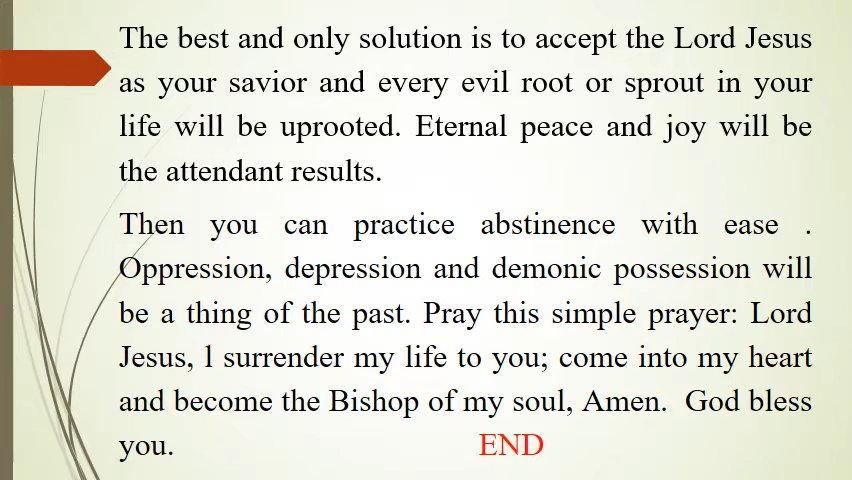 The best and only solution is to accept the Lord Jesus
as your savior and every evil root or sprout in your
life will be uprooted. Eternal peace and joy will be
the attendant results.
Then you can practice abstinence with ease .
Oppression, depression and demonic possession will
be a thing of the past. Pray this simple prayer: Lord
Jesus, l surrender my life to you; come into my heart
and become the Bishop of my soul, Amen. God bless
you. END